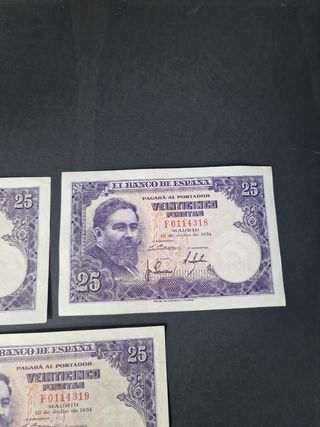 EL BANCO DE ESPAÑA
PAGARÁ AL PORTADOR
VEINTICINCO
PESETAS
F0114318
MADRID
22 de Julio de 1954
25
25
25
BANCO DE ESPAÑA
PAGARÁ AL PORTADOR
VEINTICINCO
PESETAS
F0114319
MADRID
22 de Julio de 1954
25